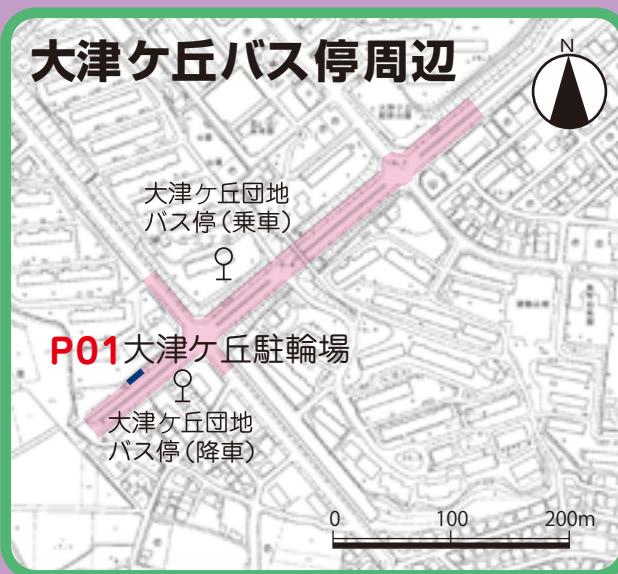 大津ケ丘バス停周辺
N
大津ケ丘団地
バス停(乗車)
P01大津ケ丘駐輪場
大津ケ丘団地
バス停(降車)
0 100 200m